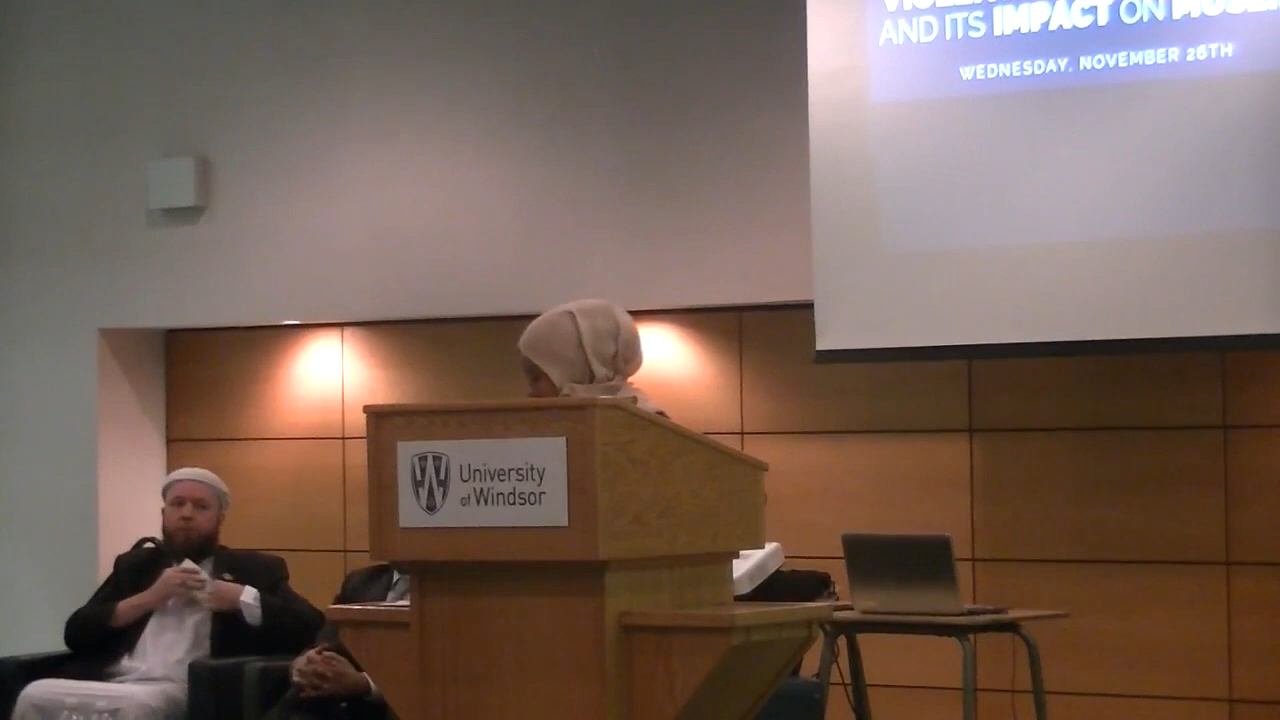 AND ITS IMPACT ON
WEDNESDAY, NOVEMBER 26TH
University
of Windsor